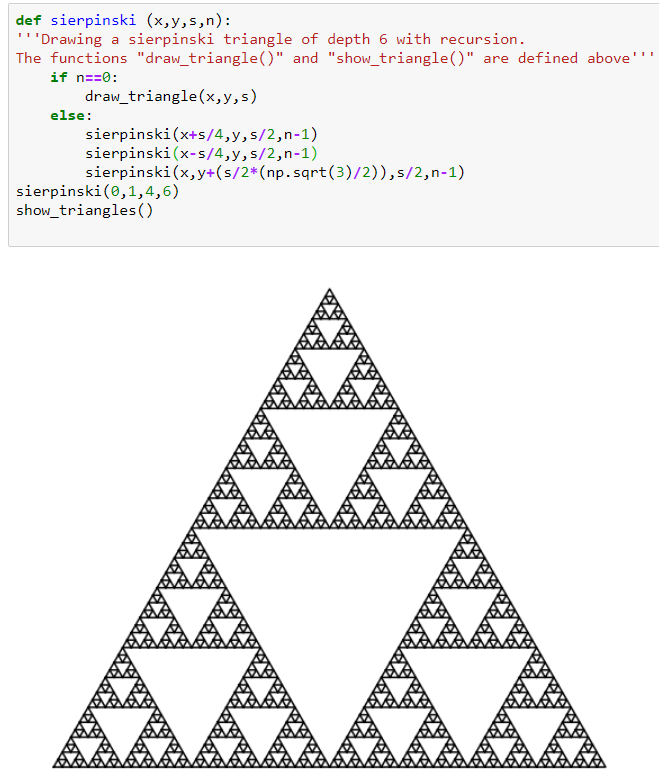 def sierpinski (x,y,s,n):
'''Drawing a sierpinski triangle of depth 6 with recursion.
The functions "draw_triangle()" and "show_triangle()" are defined above'''
    if n==0:
        draw_triangle(x,y,s)
    else:
        sierpinski(x+s/4,y,s/2,n-1)
        sierpinski(x-s/4,y,s/2,n-1)
        sierpinski(x,y+(s/2*(np.sqrt(3)/2)),s/2,n-1)
sierpinski(0,1,4,6)
show_triangles()